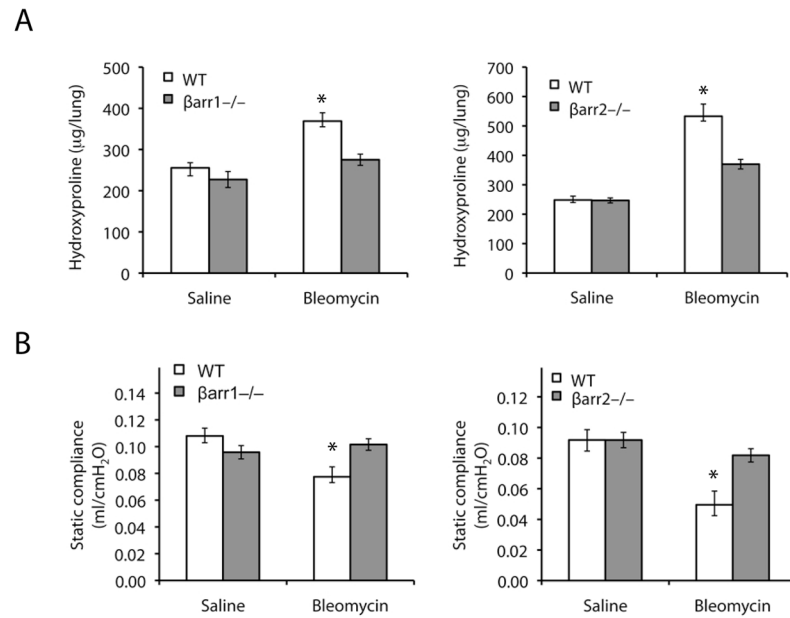 A
Hydroxyproline (μg/lung)
500
400
300
200
100
0
WT
βarr1−/−
*
Saline
Bleomycin
Hydroxyproline (μg/lung)
700
600
500
400
300
200
100
0
WT
βarr2−/−
*
Saline
Bleomycin
B
Static compliance
(ml/cmH₂O)
0.14
0.12
0.10
0.08
0.06
0.04
0.02
0.00
WT
βarr1−/−
*
Saline
Bleomycin
Static compliance
(ml/cmH₂O)
0.12
0.10
0.08
0.06
0.04
0.02
0.00
WT
βarr2−/−
*
Saline
Bleomycin